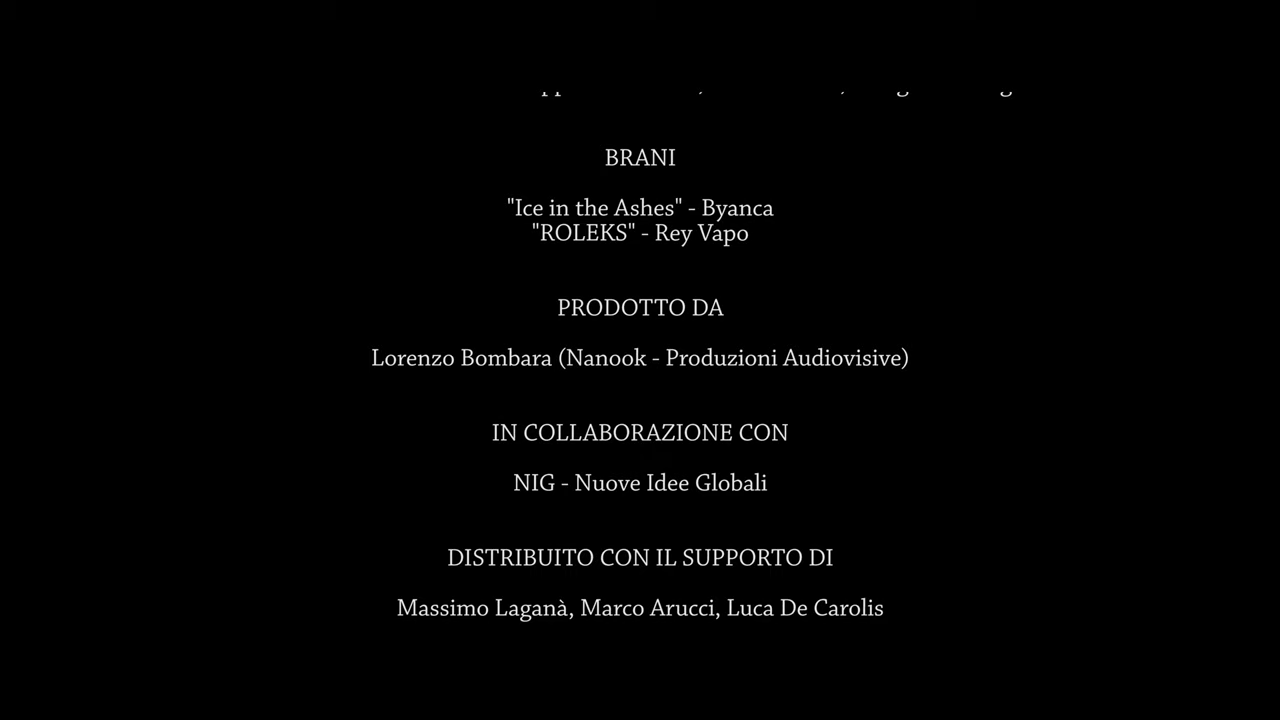 BRANI
"Ice in the Ashes" - Byanca
"ROLEKS" - Rey Vapo
PRODOTTO DA
Lorenzo Bombara (Nanook - Produzioni Audiovisive)
IN COLLABORAZIONE CON
NIG - Nuove Idee Globali
DISTRIBUITO CON IL SUPPORTO DI
Massimo Laganà, Marco Arucci, Luca De Carolis